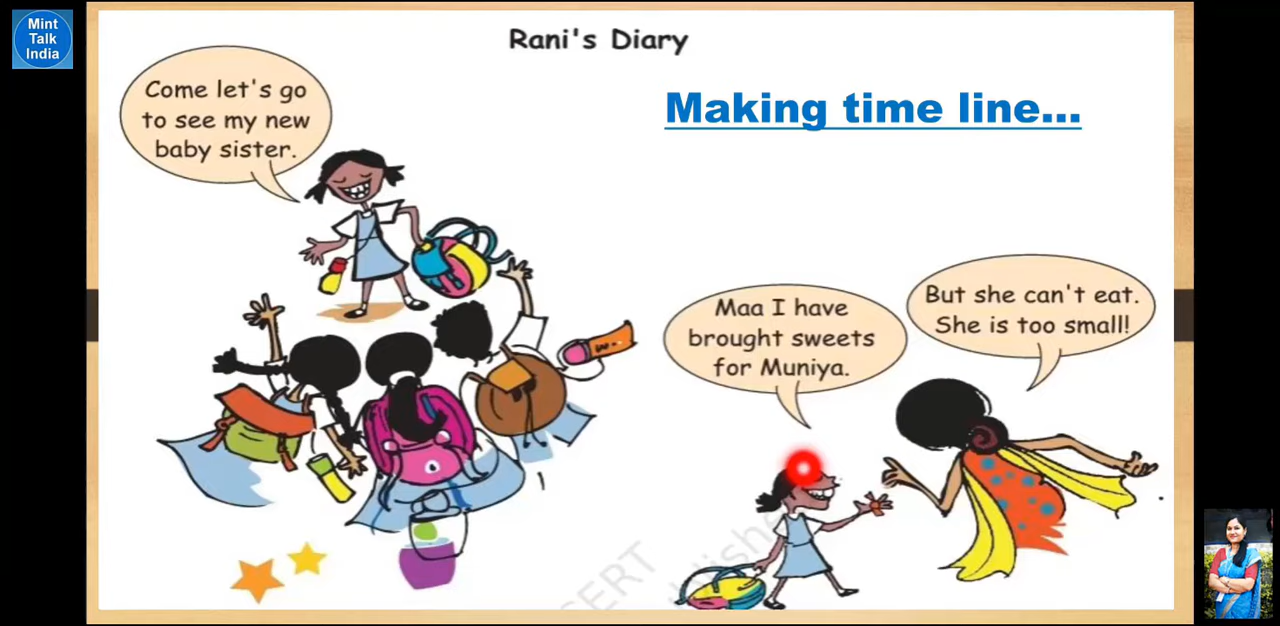 Mint
Talk
India
Rani's Diary
Making time line...
Come let's go
to see my new
baby sister.
Maa I have
brought sweets
for Muniya.
But she can't eat.
She is too small!